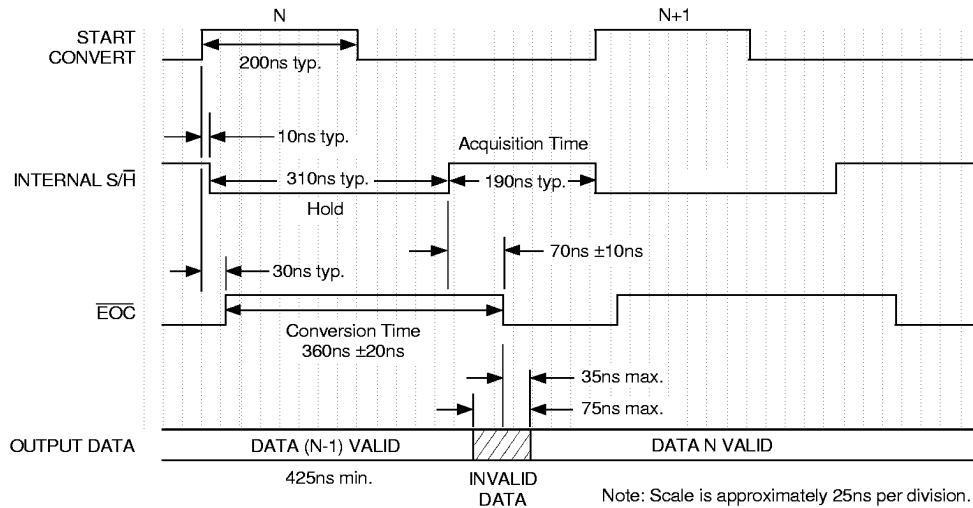 N
N+1
START
CONVERT
200ns typ.
10ns typ.
Acquisition Time
INTERNAL S/H̅
310ns typ.
190ns typ.
Hold
70ns ±10ns
30ns typ.
E̅O̅C̅
Conversion Time
360ns ±20ns
35ns max.
75ns max.
OUTPUT DATA
DATA (N-1) VALID
DATA N VALID
425ns min.
INVALID
DATA
Note: Scale is approximately 25ns per division.